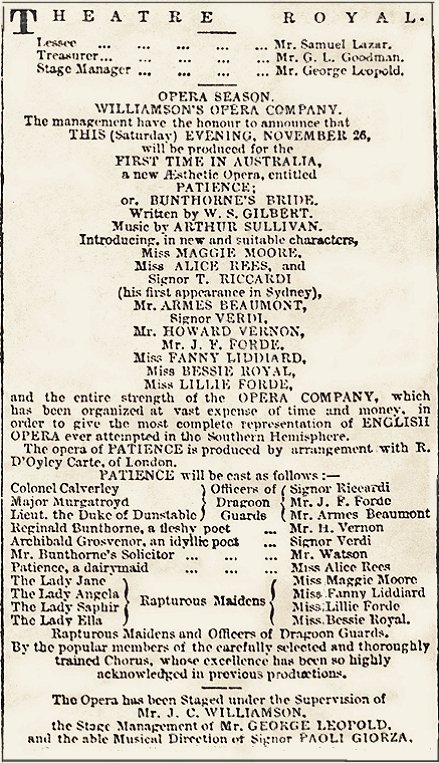 THEATRE ROYAL.
Lessee ... ... ... ... ... Mr. Samuel Lazar.
Treasurer... ... ... ... ... Mr. G. L. Goodman.
Stage Manager ... ... ... ... Mr. George Leopold.
OPERA SEASON.
WILLIAMSON'S OPERA COMPANY.
The management have the honour to announce that
THIS (Saturday) EVENING, NOVEMBER 26,
will be produced for the
FIRST TIME IN AUSTRALIA,
a new Æsthetic Opera, entitled
PATIENCE;
or, BUNTHORNE'S BRIDE.
Written by W. S. GILBERT.
Music by ARTHUR SULLIVAN.
Introducing, in new and suitable characters,
Miss MAGGIE MOORE.
Miss ALICE REES, and
Signor T. RICCARDI
(his first appearance in Sydney),
Mr. ARMES BEAUMONT,
Signor VERDI,
Mr. HOWARD VERNON,
Mr. J. F. FORDE.
Miss FANNY LIDDIARD,
Miss BESSIE ROYAL,
Miss LILLIE FORDE,
and the entire strength of the OPERA COMPANY, which
has been organized at vast expense of time and money, in
order to give the most complete representation of ENGLISH
OPERA ever attempted in the Southern Hemisphere.
The opera of PATIENCE is produced by arrangement with R.
D'Oyley Carte, of London.
PATIENCE will be cast as follows :—
Colonel Calverley } Officers of { Signor Riccardi
Major Murgatroyd } Dragoon { Mr. J. F. Forde
Lieut. the Duke of Dunstable } Guards { Mr. Armes Beaumont
Reginald Bunthorne, a fleshy poet ... Mr. H. Vernon
Archibald Grosvenor, an idyllic poet ... Signor Verdi
Mr. Bunthorne's Solicitor ... ... ... Mr. Watson
Patience, a dairymaid ... ... ... Miss Alice Rees
The Lady Jane } { Miss Maggie Moore
The Lady Angela } Rapturous Maidens { Miss Fanny Liddiard
The Lady Saphir } { Miss Lillie Forde
The Lady Ella } { Miss Bessie Royal.
Rapturous Maidens and Officers of Dragoon Guards.
By the popular members of the carefully selected and thoroughly
trained Chorus, whose excellence has been so highly
acknowledged in previous productions.
The Opera has been Staged under the Supervision of
Mr. J. C. WILLIAMSON,
the Stage Management of Mr. GEORGE LEOPOLD,
and the able Musical Direction of Signor PAOLI GIORZA.